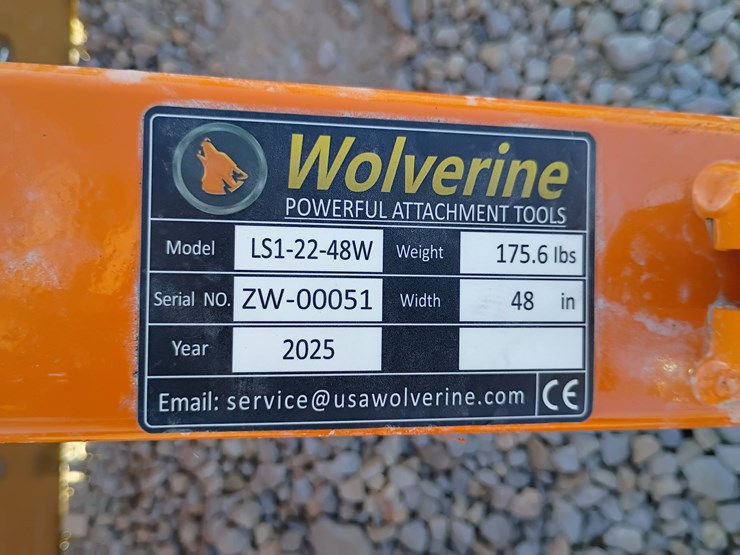 Wolverine
POWERFUL ATTACHMENT TOOLS
Model LS1-22-48W Weight 175.6 lbs
Serial NO. ZW-00051 Width 48 in
Year 2025
Email: service@usawolverine.com CE